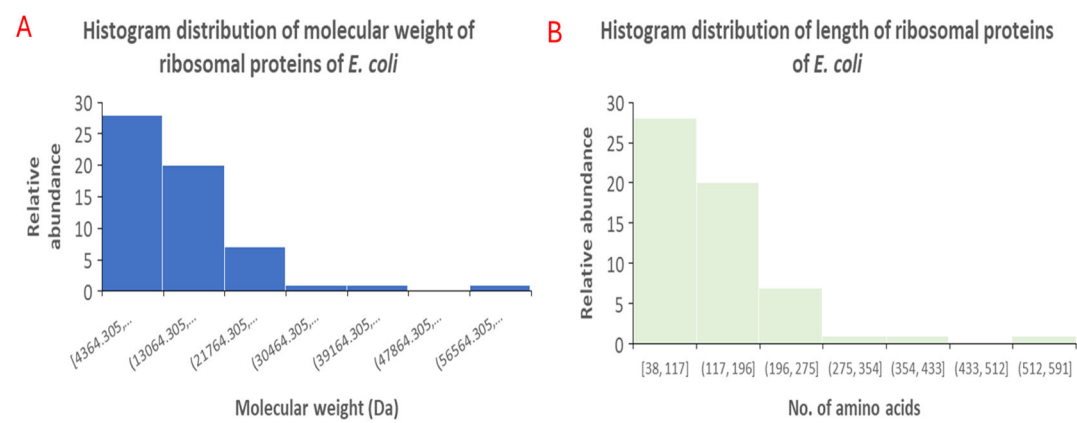 A
Histogram distribution of molecular weight of
ribosomal proteins of E. coli
Relative
abundance
30
25
20
15
10
5
0
[4364.305,...
(13064.305,...
(21764.305,...
(30464.305,...
(39164.305,...
(47864.305,...
(56564.305,...
Molecular weight (Da)
B
Histogram distribution of length of ribosomal proteins
of E. coli
Relative abundance
30
25
20
15
10
5
0
[38, 117] (117, 196] (196, 275] (275, 354] (354, 433] (433, 512] (512, 591]
No. of amino acids